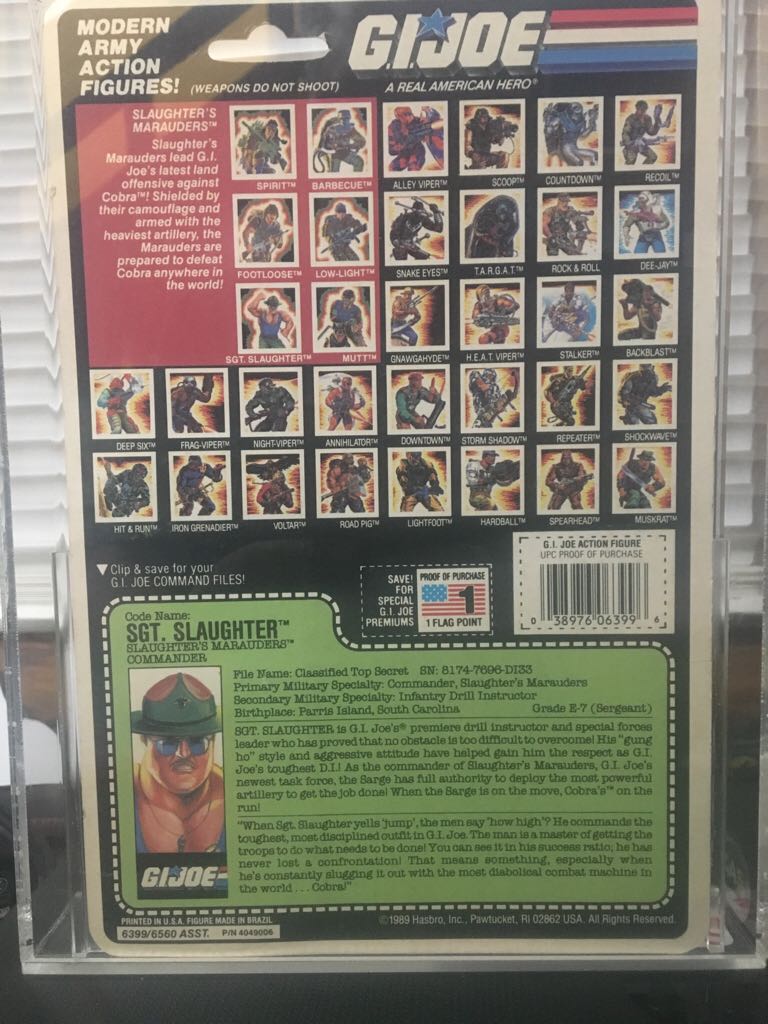 MODERN
ARMY
ACTION
FIGURES! (WEAPONS DO NOT SHOOT)
G.I.JOE
A REAL AMERICAN HERO®
SLAUGHTER'S
MARAUDERS™
Slaughter's
Marauders lead G.I.
Joe's latest land
offensive against
Cobra™! Shielded by
their camouflage and
armed with the
heaviest artillery, the
Marauders are
prepared to defeat
Cobra anywhere in
the world!
SPIRIT™ BARBECUE™ ALLEY VIPER™ SCOOP™ COUNTDOWN™ RECOIL™
FOOTLOOSE™ LOW-LIGHT™ SNAKE EYES™ T.A.R.G.A.T.™ ROCK & ROLL DEE-JAY™
SGT. SLAUGHTER™ MUTT™ GNAWGAHYDE™ H.E.A.T. VIPER™ STALKER™ BACKBLAST™
DEEP SIX™ FRAG-VIPER™ NIGHT-VIPER™ ANNIHILATOR™ DOWNTOWN™ STORM SHADOW™ REPEATER™ SHOCKWAVE™
HIT & RUN™ IRON GRENADIER™ VOLTAR™ ROAD PIG™ LIGHTFOOT™ HARDBALL™ SPEARHEAD™ MUSKRAT™
▼ Clip & save for your
G.I. JOE COMMAND FILES!
SAVE!
FOR
SPECIAL
G.I. JOE
PREMIUMS
PROOF OF PURCHASE
1
1 FLAG POINT
G.I. JOE ACTION FIGURE
UPC PROOF OF PURCHASE
0 38976 06399 6
Code Name:
SGT. SLAUGHTER™
SLAUGHTER'S MARAUDERS™
COMMANDER
File Name: Classified Top Secret SN: 8174-7696-DI33
Primary Military Specialty: Commander, Slaughter's Marauders
Secondary Military Specialty: Infantry Drill Instructor
Birthplace: Parris Island, South Carolina Grade E-7 (Sergeant)
SGT. SLAUGHTER is G.I. Joe's® premiere drill instructor and special forces
leader who has proved that no obstacle is too difficult to overcome! His "gung
ho" style and aggressive attitude have helped gain him the respect as G.I.
Joe's toughest D.I.! As the commander of Slaughter's Marauders, G.I. Joe's
newest task force, the Sarge has full authority to deploy the most powerful
artillery to get the job done! When the Sarge is on the move, Cobra's™ on the
run!
"When Sgt. Slaughter yells 'jump', the men say 'how high'? He commands the
toughest, most disciplined outfit in G.I. Joe. The man is a master of getting the
troops to do what needs to be done! You can see it in his success ratio; he has
never lost a confrontation! That means something, especially when
he's constantly slugging it out with the most diabolical combat machine in
the world . . . Cobra!"
G.I.JOE
PRINTED IN U.S.A. FIGURE MADE IN BRAZIL
©1989 Hasbro, Inc., Pawtucket, RI 02862 USA. All Rights Reserved.
6399/6560 ASST. P/N 4049006